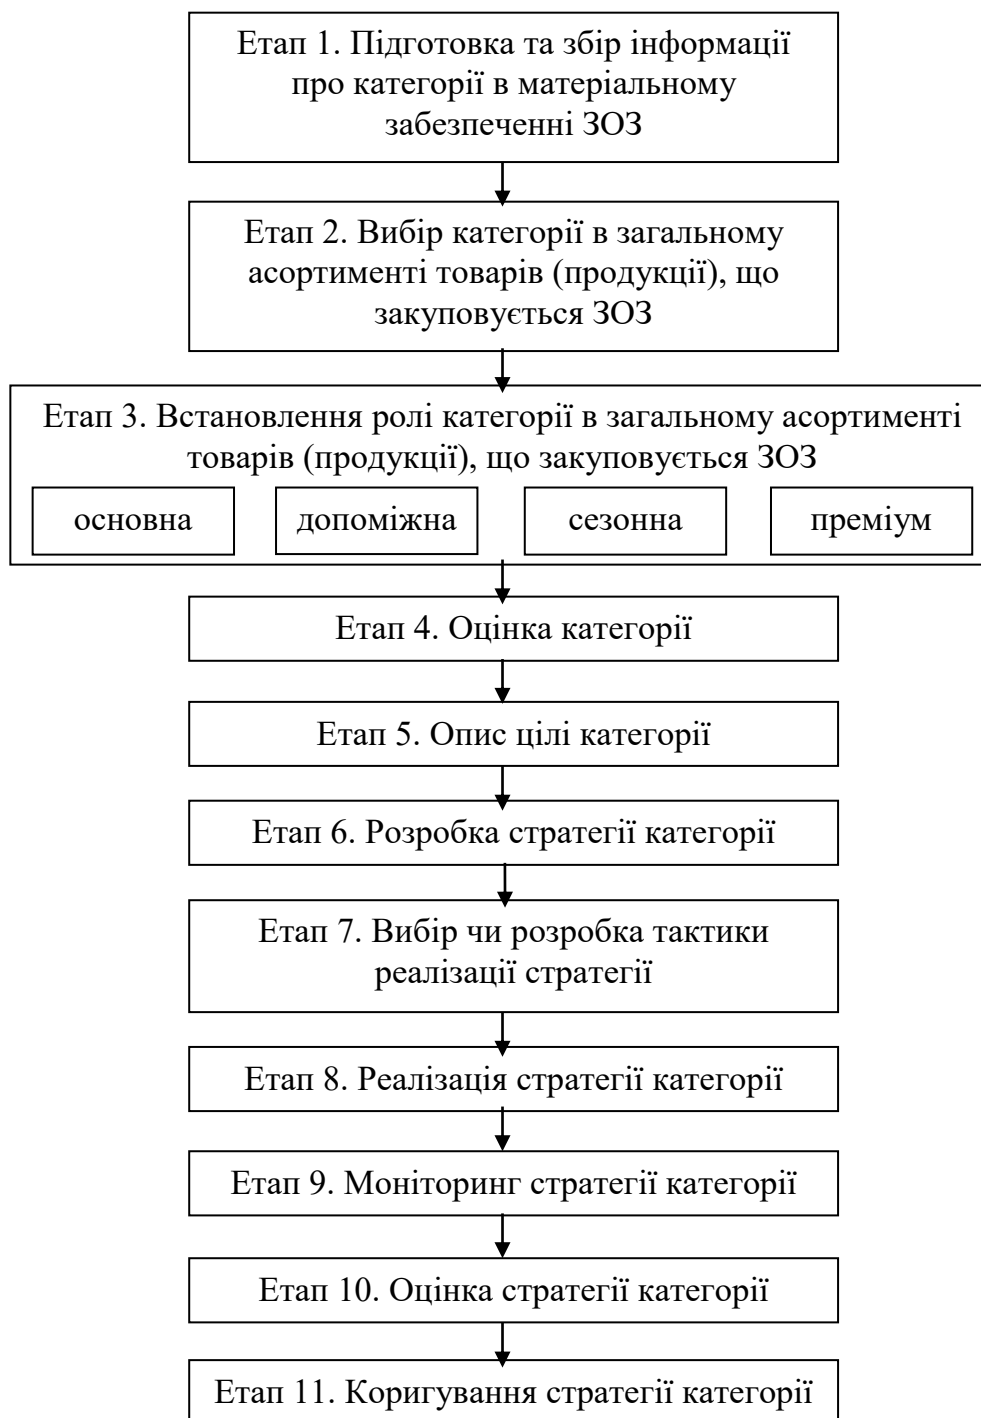 Етап 1. Підготовка та збір інформації
про категорії в матеріальному
забезпеченні ЗОЗ
Етап 2. Вибір категорії в загальному
асортименті товарів (продукції), що
закуповується ЗОЗ
Етап 3. Встановлення ролі категорії в загальному асортименті
товарів (продукції), що закуповується ЗОЗ
основна
допоміжна
сезонна
преміум
Етап 4. Оцінка категорії
Етап 5. Опис цілі категорії
Етап 6. Розробка стратегії категорії
Етап 7. Вибір чи розробка тактики
реалізації стратегії
Етап 8. Реалізація стратегії категорії
Етап 9. Моніторинг стратегії категорії
Етап 10. Оцінка стратегії категорії
Етап 11. Коригування стратегії категорії